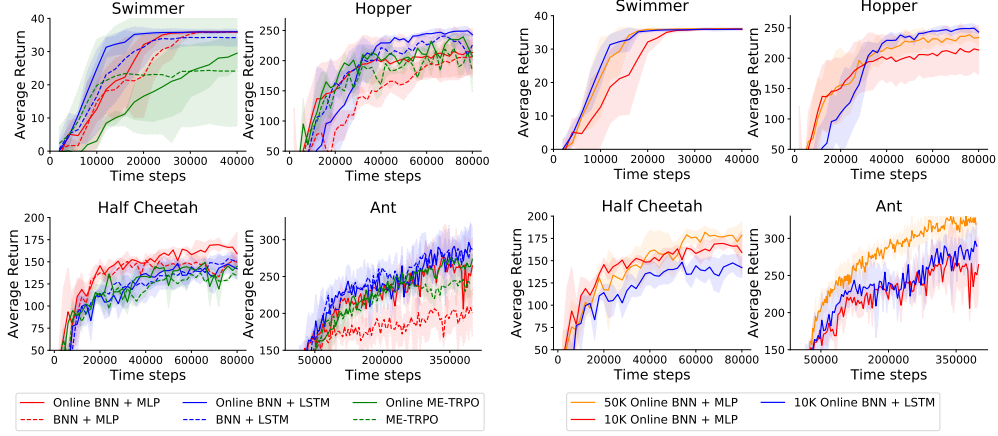 Swimmer
Hopper
Swimmer
Hopper
Average Return
40
30
20
10
0
0 10000 20000 30000 40000
Time steps
Average Return
250
200
150
100
50
0 20000 40000 60000 80000
Time steps
Average Return
40
30
20
10
0
0 10000 20000 30000 40000
Time steps
Average Return
250
200
150
100
50
0 20000 40000 60000 80000
Time steps
Half Cheetah
Ant
Half Cheetah
Ant
Average Return
200
175
150
125
100
75
50
0 20000 40000 60000 80000
Time steps
Average Return
300
250
200
150
50000 200000 350000
Time steps
Average Return
200
175
150
125
100
75
50
0 20000 40000 60000 80000
Time steps
Average Return
300
250
200
150
50000 200000 350000
Time steps
Online BNN + MLP
BNN + MLP
Online BNN + LSTM
BNN + LSTM
Online ME-TRPO
ME-TRPO
50K Online BNN + MLP
10K Online BNN + MLP
10K Online BNN + LSTM